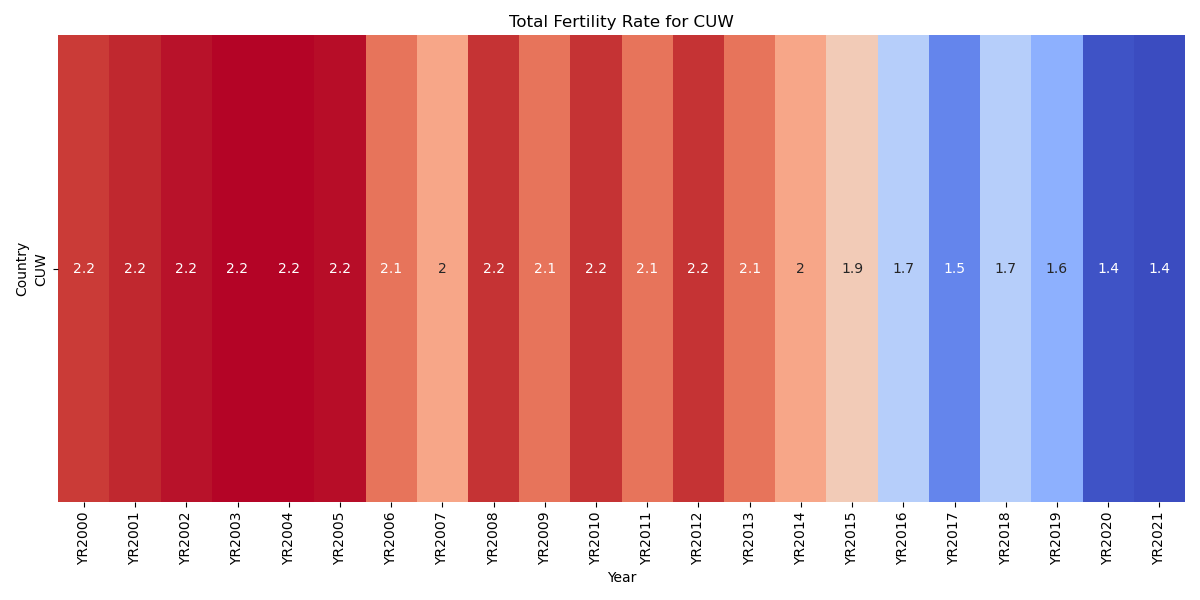 Total Fertility Rate for CUW
Country
CUW
2.2 2.2 2.2 2.2 2.2 2.2 2.1 2 2.2 2.1 2.2 2.1 2.2 2.1 2 1.9 1.7 1.5 1.7 1.6 1.4 1.4
YR2000 YR2001 YR2002 YR2003 YR2004 YR2005 YR2006 YR2007 YR2008 YR2009 YR2010 YR2011 YR2012 YR2013 YR2014 YR2015 YR2016 YR2017 YR2018 YR2019 YR2020 YR2021
Year